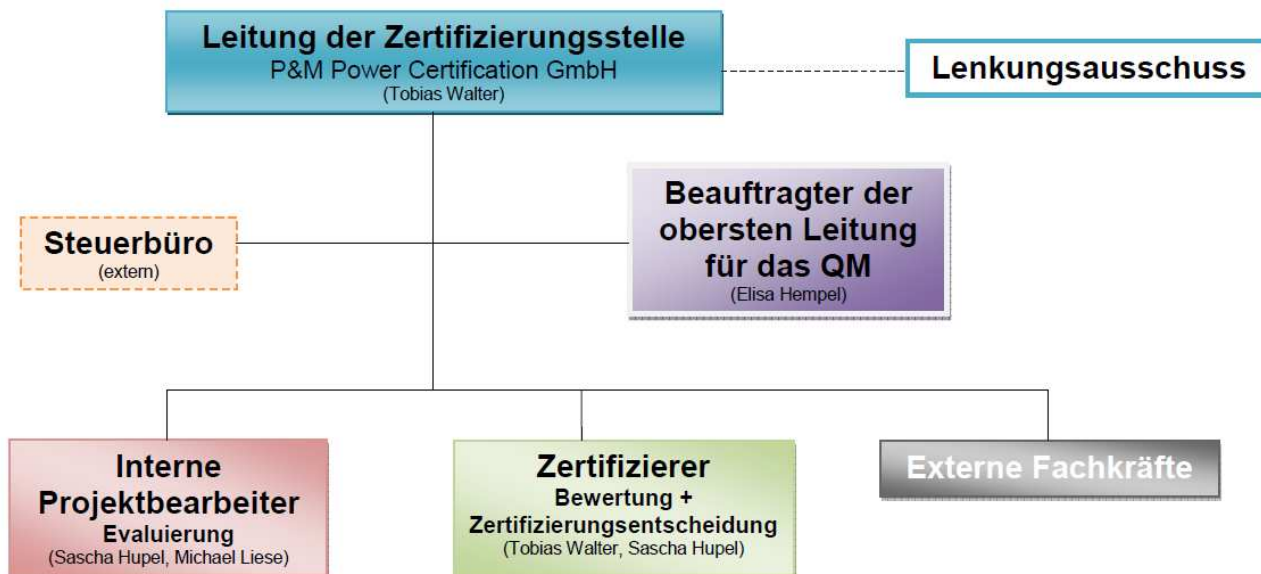 Leitung der Zertifizierungsstelle
P&M Power Certification GmbH
(Tobias Walter)
Lenkungsausschuss
Steuerbüro
(extern)
Beauftragter der
obersten Leitung
für das QM
(Elisa Hempel)
Interne
Projektbearbeiter
Evaluierung
(Sascha Hupel, Michael Liese)
Zertifizierer
Bewertung +
Zertifizierungsentscheidung
(Tobias Walter, Sascha Hupel)
Externe Fachkräfte